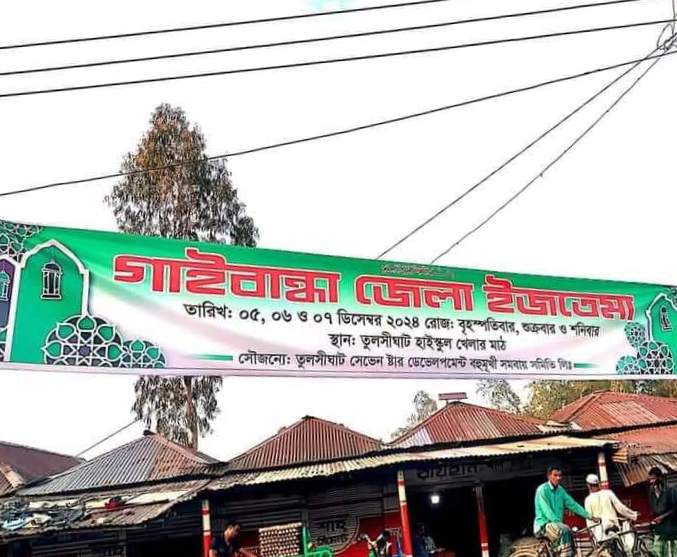 গাইবান্ধা জেলা ইজতেমা
তারিখ: ০৫, ০৬ ও ০৭ ডিসেম্বর ২০২৪ রোজ: বৃহস্পতিবার, শুক্রবার ও শনিবার
স্থান: তুলসীঘাট হাইস্কুল খেলার মাঠ
সৌজন্যে: তুলসীঘাট সেভেন ষ্টার ডেভেলপমেন্ট বহুমূখী সমবায় সমিতি লিঃ